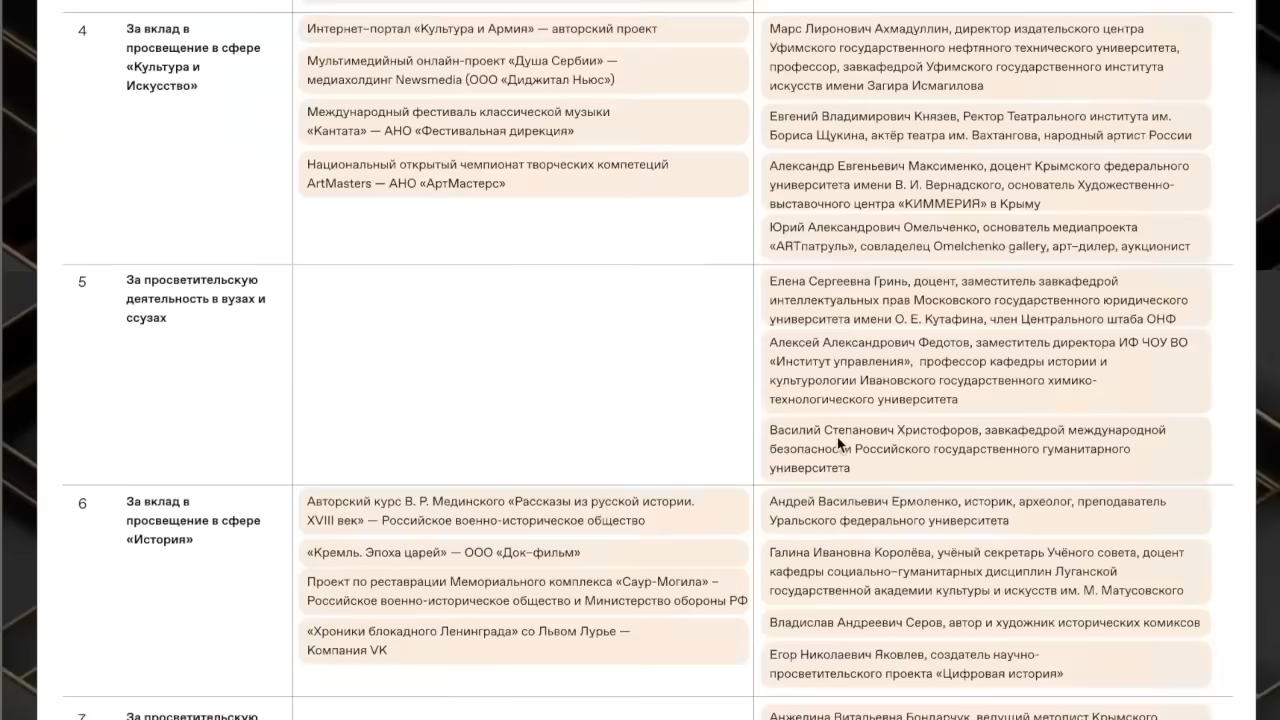 4
За вклад в
просвещение в сфере
«Культура и
Искусство»
Интернет–портал «Культура и Армия» — авторский проект
Мультимедийный онлайн-проект «Душа Сербии» —
медиахолдинг Newsmedia (ООО «Диджитал Ньюс»)
Международный фестиваль классической музыки
«Кантата» — АНО «Фестивальная дирекция»
Национальный открытый чемпионат творческих компетеций
ArtMasters — АНО «АртМастерс»
Марс Лиронович Ахмадуллин, директор издательского центра
Уфимского государственного нефтяного технического университета,
профессор, завкафедрой Уфимского государственного института
искусств имени Загира Исмагилова
Евгений Владимирович Князев, Ректор Театрального института им.
Бориса Щукина, актёр театра им. Вахтангова, народный артист России
Александр Евгеньевич Максименко, доцент Крымского федерального
университета имени В. И. Вернадского, основатель Художественно-
выставочного центра «КИММЕРИЯ» в Крыму
Юрий Александрович Омельченко, основатель медиапроекта
«ARTпатруль», совладелец Omelchenko gallery, арт–дилер, аукционист
5
За просветительскую
деятельность в вузах и
ссузах
Елена Сергеевна Гринь, доцент, заместитель завкафедрой
интеллектуальных прав Московского государственного юридического
университета имени О. Е. Кутафина, член Центрального штаба ОНФ
Алексей Александрович Федотов, заместитель директора ИФ ЧОУ ВО
«Институт управления», профессор кафедры истории и
культурологии Ивановского государственного химико-
технологического университета
Василий Степанович Христофоров, завкафедрой международной
безопасности Российского государственного гуманитарного
университета
6
За вклад в
просвещение в сфере
«История»
Авторский курс В. Р. Мединского «Рассказы из русской истории.
XVIII век» — Российское военно-историческое общество
«Кремль. Эпоха царей» — ООО «Док–фильм»
Проект по реставрации Мемориального комплекса «Саур-Могила» –
Российское военно-историческое общество и Министерство обороны РФ
«Хроники блокадного Ленинграда» со Львом Лурье —
Компания VK
Андрей Васильевич Ермоленко, историк, археолог, преподаватель
Уральского федерального университета
Галина Ивановна Королёва, учёный секретарь Учёного совета, доцент
кафедры социально–гуманитарных дисциплин Луганской
государственной академии культуры и искусств им. М. Матусовского
Владислав Андреевич Серов, автор и художник исторических комиксов
Егор Николаевич Яковлев, создатель научно-
просветительского проекта «Цифровая история»
7
За просветительскую
Анжелина Витальевна Бондарчук, ведущий методист Крымского